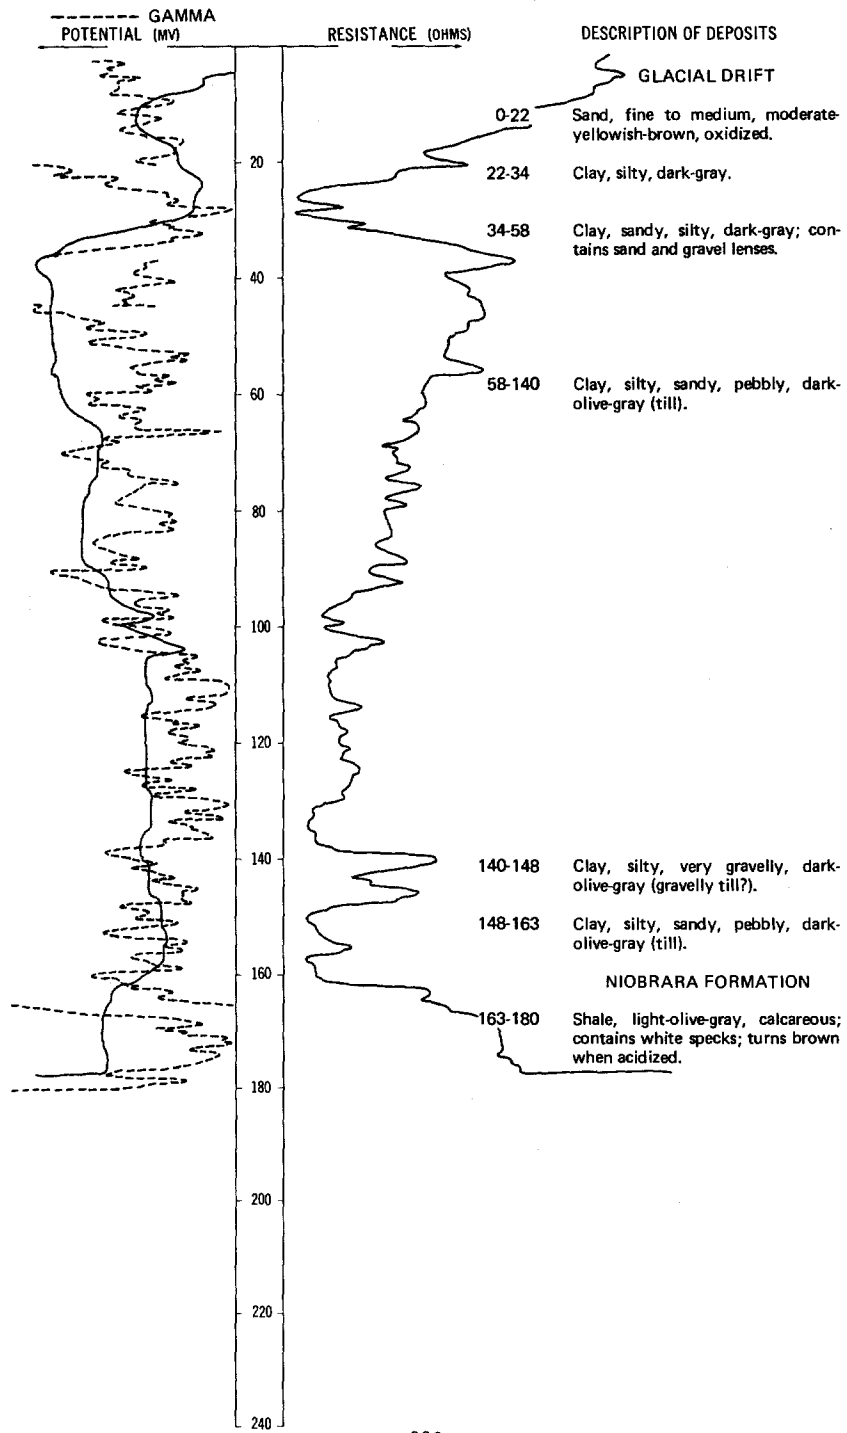 GAMMA
POTENTIAL (MV) RESISTANCE (OHMS) DESCRIPTION OF DEPOSITS
GLACIAL DRIFT
0-22 Sand, fine to medium, moderate-
yellowish-brown, oxidized.
20
22-34 Clay, silty, dark-gray.
34-58 Clay, sandy, silty, dark-gray; con-
tains sand and gravel lenses.
40
58-140 Clay, silty, sandy, pebbly, dark-
olive-gray (till).
60
80
100
120
140
140-148 Clay, silty, very gravelly, dark-
olive-gray (gravelly till?).
148-163 Clay, silty, sandy, pebbly, dark-
olive-gray (till).
160
NIOBRARA FORMATION
163-180 Shale, light-olive-gray, calcareous;
contains white specks; turns brown
when acidized.
180
200
220
240